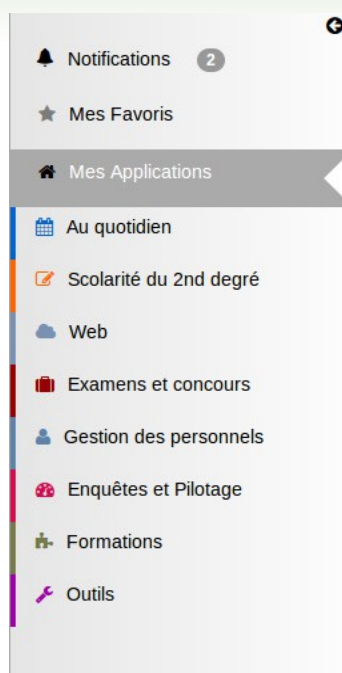 Notifications 2
Mes Favoris
Mes Applications
Au quotidien
Scolarité du 2nd degré
Web
Examens et concours
Gestion des personnels
Enquêtes et Pilotage
Formations
Outils